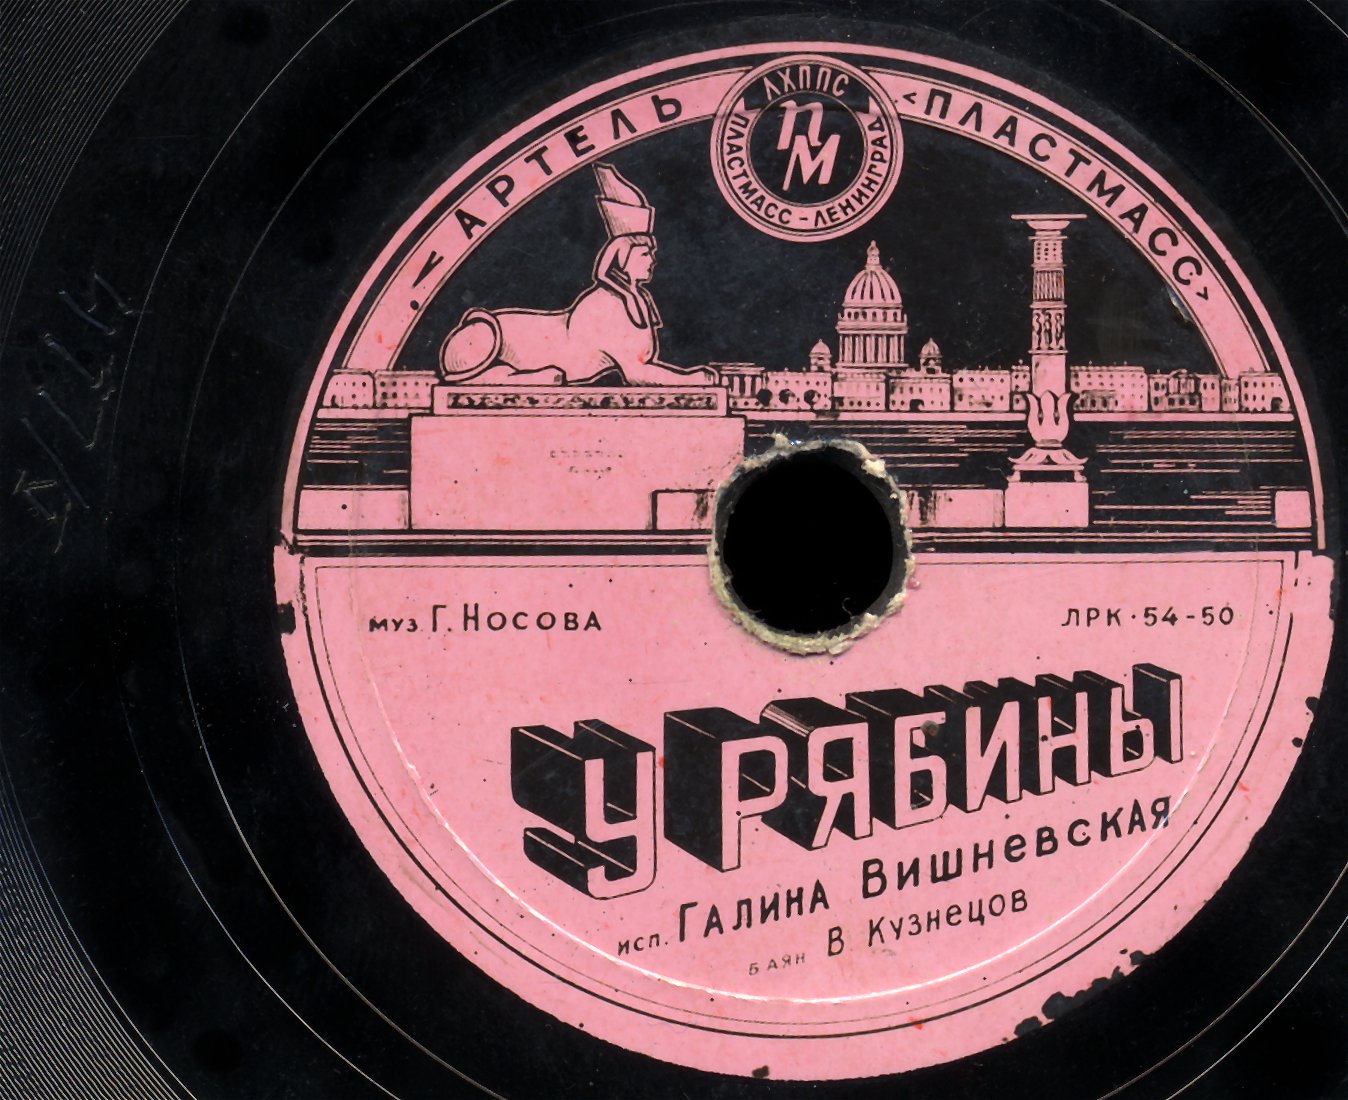 «АРТЕЛЬ «ПЛАСТМАСС»
ЛХППС
ПМ
ПЛАСТМАСС-ЛЕНИНГРАД
муз. Г. Носова
ЛРК·54-50
У РЯБИНЫ
исп. Галина Вишневская
баян В Кузнецов